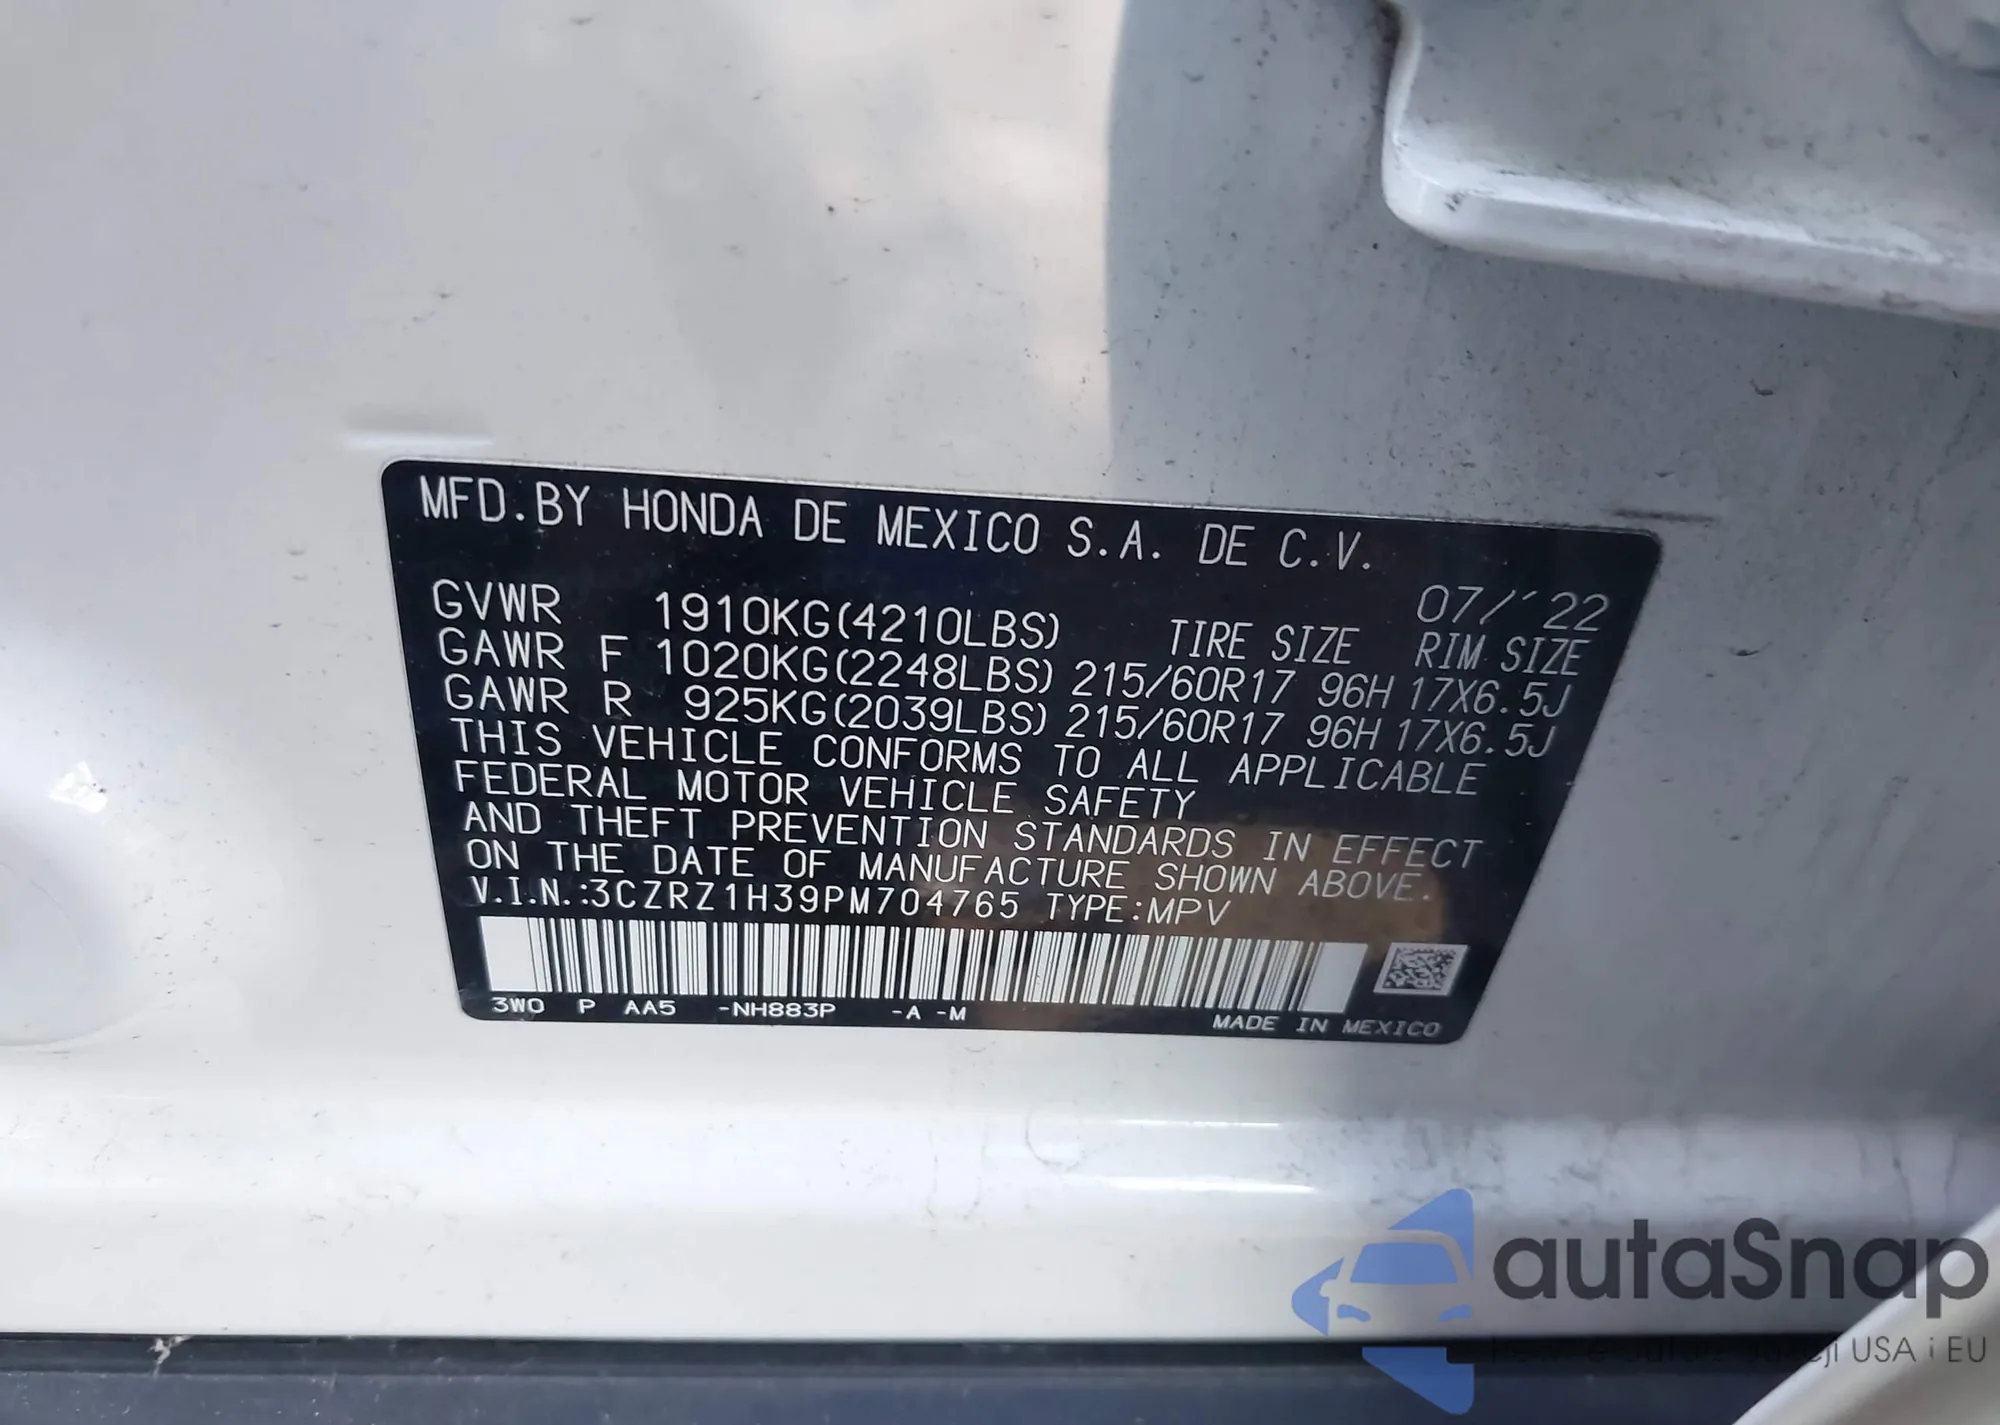 MFD.BY HONDA DE MEXICO S.A. DE C.V.
07/'22
GVWR 1910KG(4210LBS) TIRE SIZE RIM SIZE
GAWR F 1020KG(2248LBS) 215/60R17 96H 17X6.5J
GAWR R 925KG(2039LBS) 215/60R17 96H 17X6.5J
THIS VEHICLE CONFORMS TO ALL APPLICABLE
FEDERAL MOTOR VEHICLE SAFETY
AND THEFT PREVENTION STANDARDS IN EFFECT
ON THE DATE OF MANUFACTURE SHOWN ABOVE.
V.I.N.:3CZRZ1H39PM704765 TYPE:MPV
3W0 P AA5 -NH883P -A -M
MADE IN MEXICO
autaSnap
USA i EU